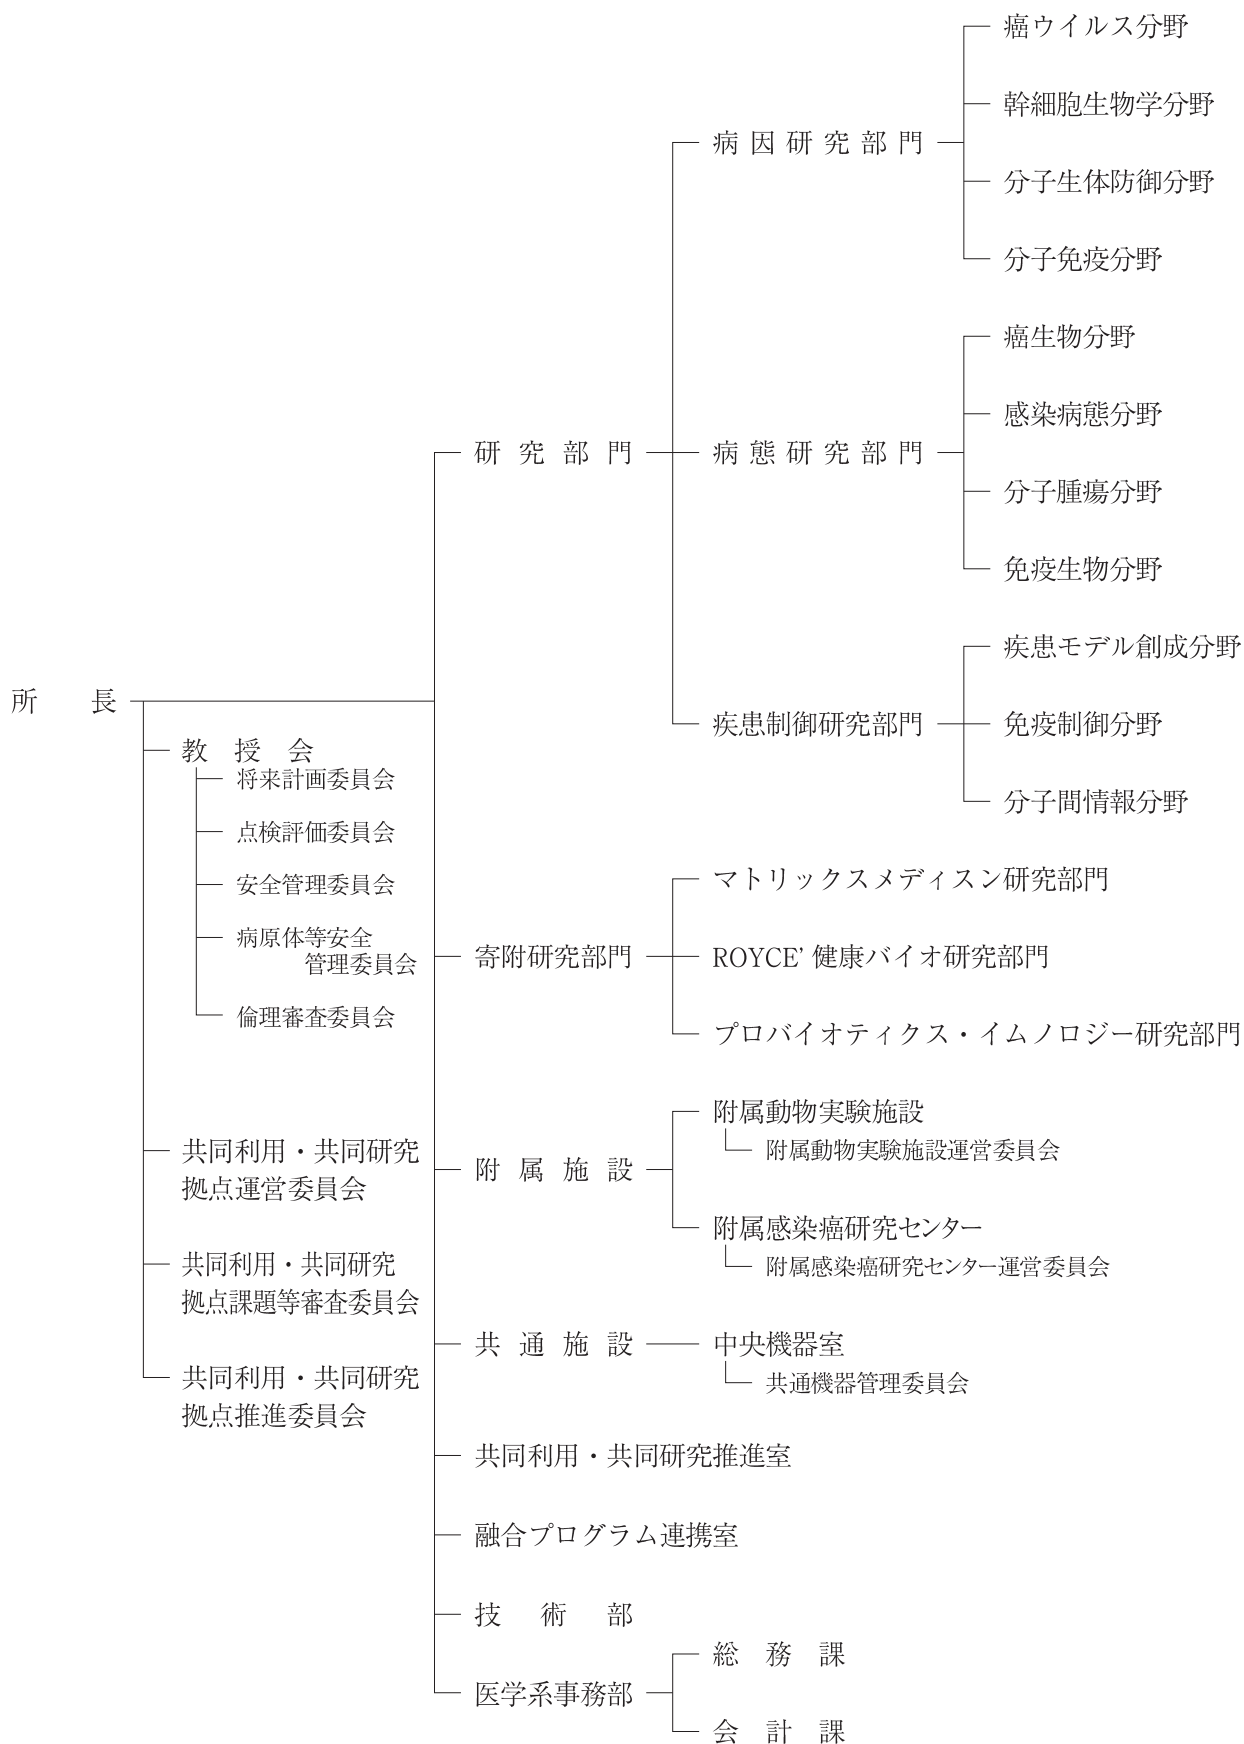 所長
教授会
将来計画委員会
点検評価委員会
安全管理委員会
病原体等安全
管理委員会
倫理審査委員会
共同利用・共同研究
拠点運営委員会
共同利用・共同研究
拠点課題等審査委員会
共同利用・共同研究
拠点推進委員会
研究部門
病因研究部門
癌ウイルス分野
幹細胞生物学分野
分子生体防御分野
分子免疫分野
病態研究部門
癌生物分野
感染病態分野
分子腫瘍分野
免疫生物分野
疾患制御研究部門
疾患モデル創成分野
免疫制御分野
分子間情報分野
寄附研究部門
マトリックスメディスン研究部門
ROYCE’ 健康バイオ研究部門
プロバイオティクス・イムノロジー研究部門
附属施設
附属動物実験施設
附属動物実験施設運営委員会
附属感染癌研究センター
附属感染癌研究センター運営委員会
共通施設
中央機器室
共通機器管理委員会
共同利用・共同研究推進室
融合プログラム連携室
技術部
医学系事務部
総務課
会計課